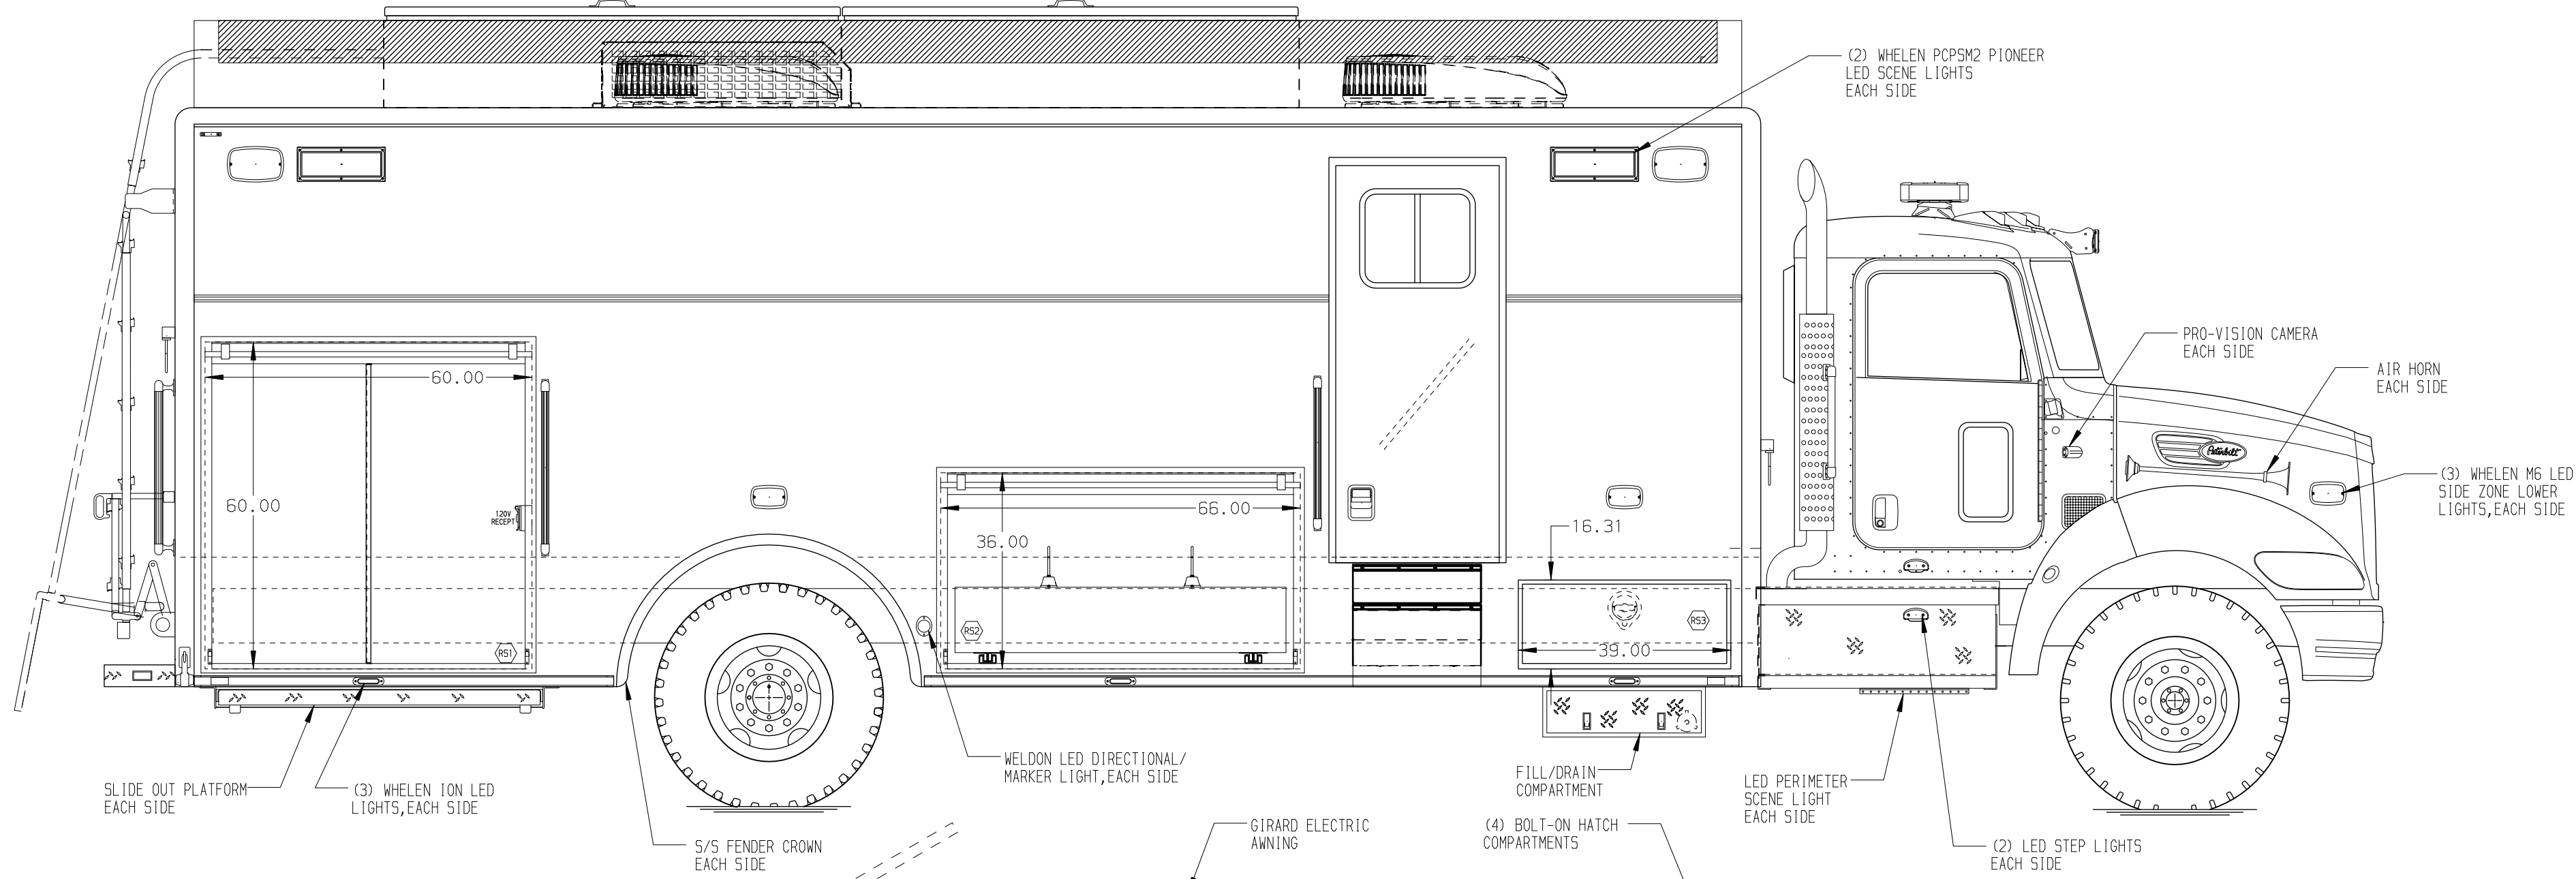 (2) WHELEN PCPSM2 PIONEER
LED SCENE LIGHTS
EACH SIDE
PRO-VISION CAMERA
EACH SIDE
AIR HORN
EACH SIDE
60.00
60.00
120V
RECEPT
RS1
66.00
36.00
RS2
16.31
39.00
RS3
Peterbilt
(3) WHELEN M6 LED
SIDE ZONE LOWER
LIGHTS,EACH SIDE
SLIDE OUT PLATFORM
EACH SIDE
(3) WHELEN ION LED
LIGHTS,EACH SIDE
S/S FENDER CROWN
EACH SIDE
WELDON LED DIRECTIONAL/
MARKER LIGHT,EACH SIDE
GIRARD ELECTRIC
AWNING
FILL/DRAIN
COMPARTMENT
(4) BOLT-ON HATCH
COMPARTMENTS
LED PERIMETER
SCENE LIGHT
EACH SIDE
(2) LED STEP LIGHTS
EACH SIDE